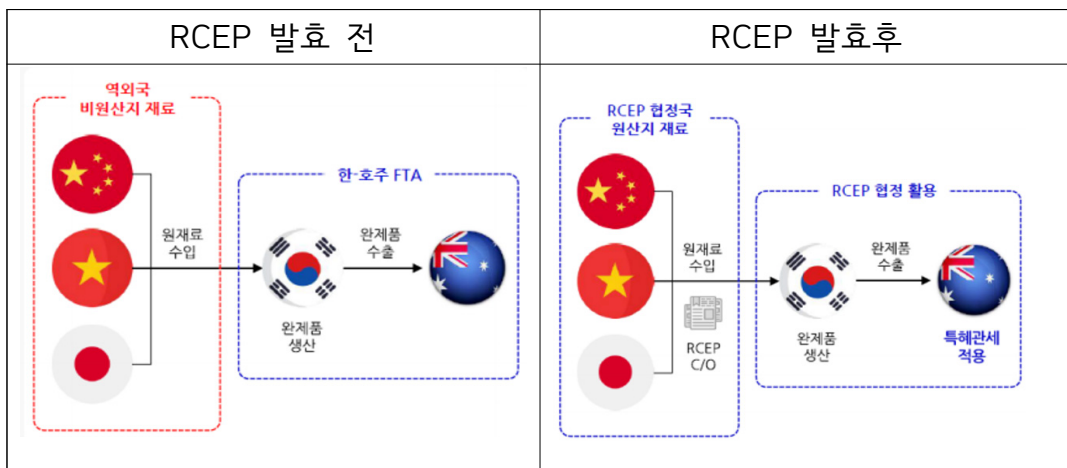 RCEP 발효 전
RCEP 발효후
역외국
비원산지 재료
한·호주 FTA
원재료
수입
완제품
수출
완제품
생산
RCEP 협정국
원산지 재료
RCEP 협정 활용
원재료
수입
RCEP
C/O
완제품
수출
완제품
생산
특혜관세
적용